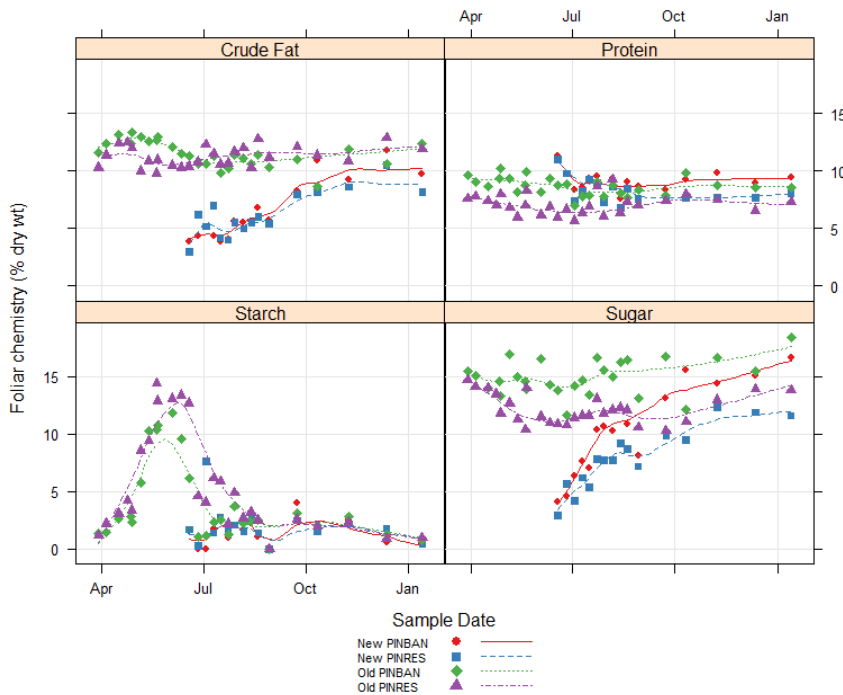 Apr Jul Oct Jan
Crude Fat Protein
15
10
5
0
Starch Sugar
15
10
5
0
Apr Jul Oct Jan
Foliar chemistry (% dry wt)
Sample Date
New PINBAN
New PINRES
Old PINBAN
Old PINRES